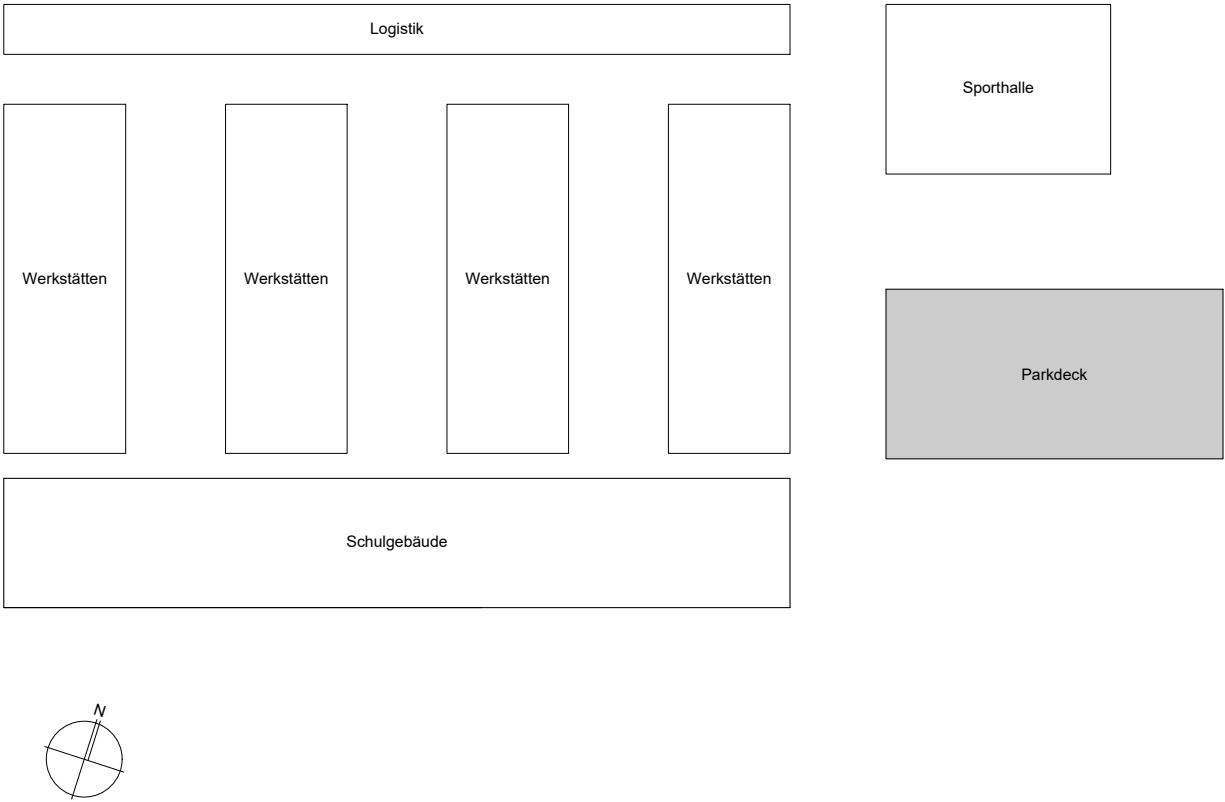 Logistik
Sporthalle
Werkstätten
Werkstätten
Werkstätten
Werkstätten
Parkdeck
Schulgebäude
N